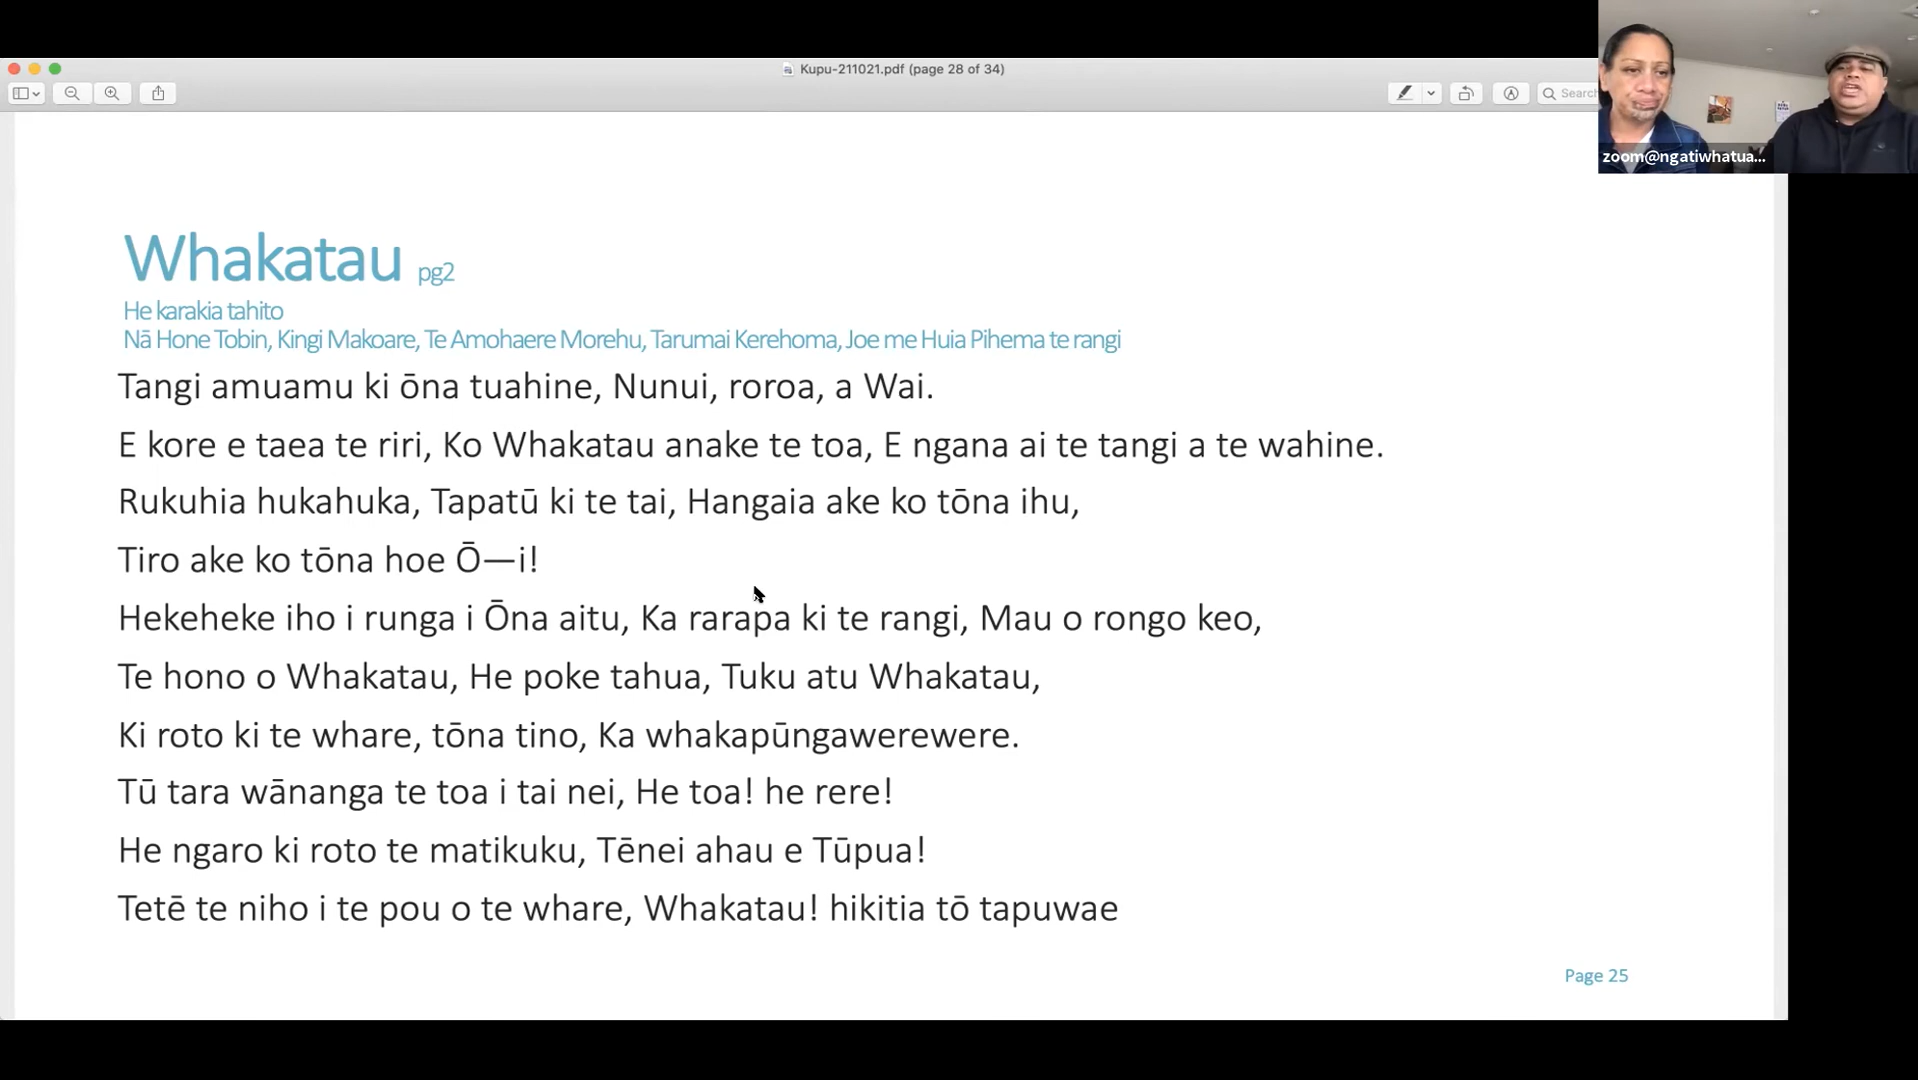 Kupu-211021.pdf (page 28 of 34)
Search
zoom@ngatiwhatua...
Whakatau pg2
He karakia tahito
Nā Hone Tobin, Kingi Makoare, Te Amohaere Morehu, Tarumai Kerehoma, Joe me Huia Pihema te rangi
Tangi amuamu ki ōna tuahine, Nunui, roroa, a Wai.
E kore e taea te riri, Ko Whakatau anake te toa, E ngana ai te tangi a te wahine.
Rukuhia hukahuka, Tapatū ki te tai, Hangaia ake ko tōna ihu,
Tiro ake ko tōna hoe Ō—i!
Hekeheke iho i runga i Ōna aitu, Ka rarapa ki te rangi, Mau o rongo keo,
Te hono o Whakatau, He poke tahua, Tuku atu Whakatau,
Ki roto ki te whare, tōna tino, Ka whakapūngawerewere.
Tū tara wānanga te toa i tai nei, He toa! he rere!
He ngaro ki roto te matikuku, Tēnei ahau e Tūpua!
Tetē te niho i te pou o te whare, Whakatau! hikitia tō tapuwae
Page 25